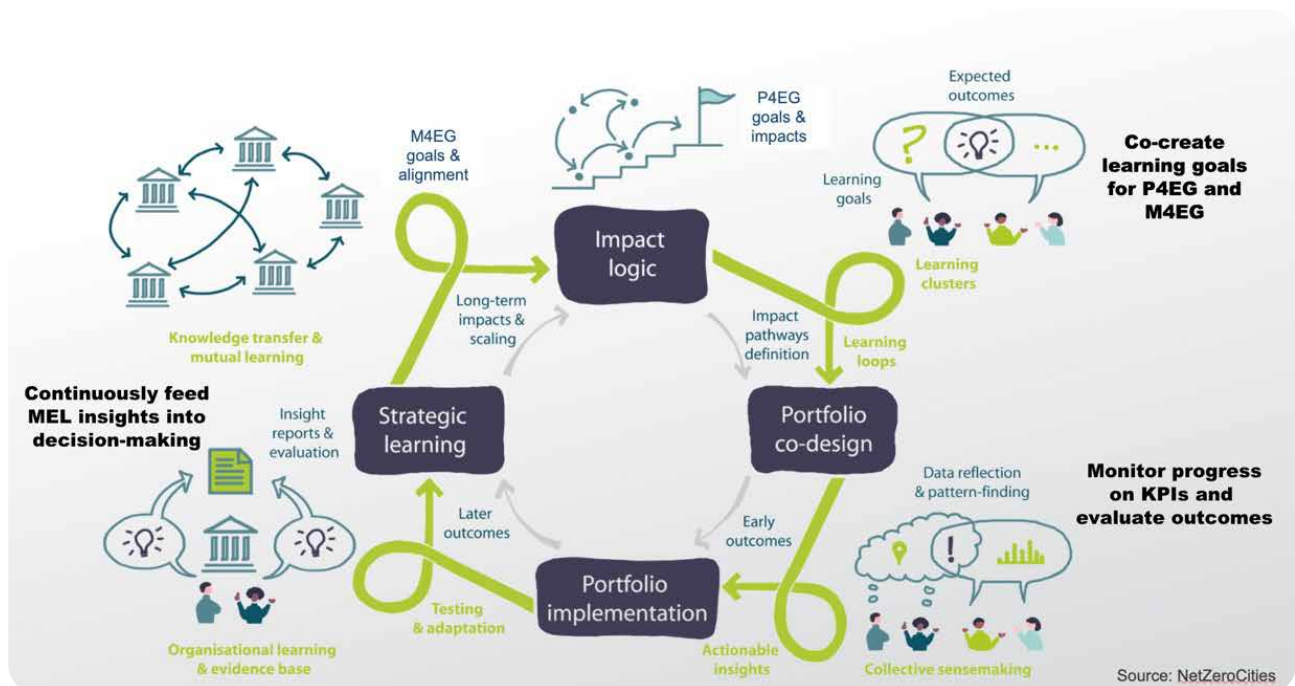 M4EG
goals &
alignment
P4EG
goals &
impacts
Expected
outcomes
?
...
Learning
goals
Learning
clusters
Co-create
learning goals
for P4EG and
M4EG
Impact
logic
Knowledge transfer &
mutual learning
Long-term
impacts &
scaling
Impact
pathways
definition
Learning
loops
Continuously feed
MEL insights into
decision-making
Insight
reports &
evaluation
Strategic
learning
Portfolio
co-design
Data reflection
& pattern-finding
!
Monitor progress
on KPIs and
evaluate outcomes
Later
outcomes
Early
outcomes
Portfolio
implementation
Testing
& adaptation
Actionable
insights
Organisational learning
& evidence base
Collective sensemaking
Source: NetZeroCities